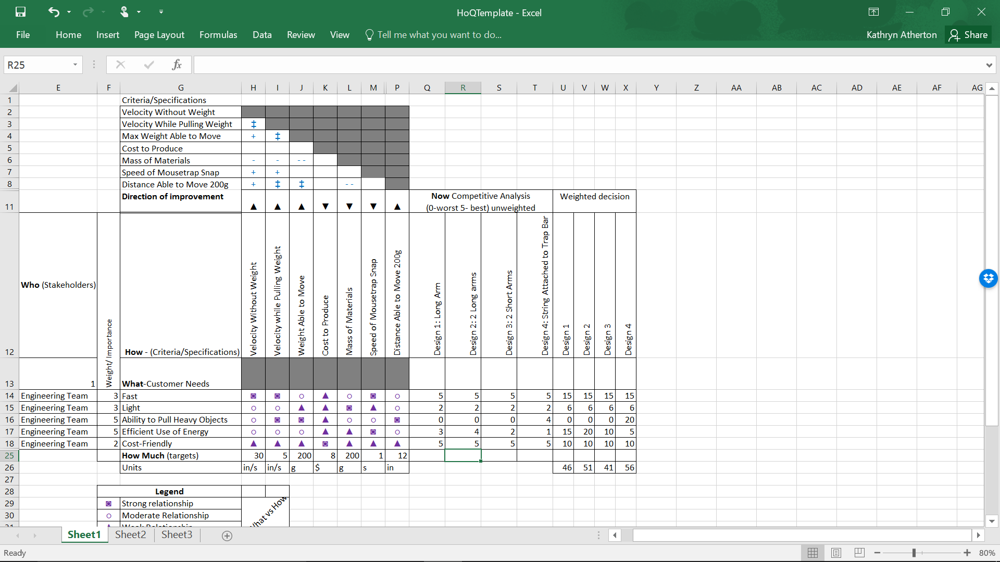 HoQTemplate - Excel
File Home Insert Page Layout Formulas Data Review View Tell me what you want to do... Kathryn Atherton Share
R25 fx
E F G H I J K L M P Q R S T U V W X Y Z AA AB AC AD AE AF AG
1 Criteria/Specifications
2 Velocity Without Weight
3 Velocity While Pulling Weight ‡
4 Max Weight Able to Move + ‡
5 Cost to Produce
6 Mass of Materials - - - -
7 Speed of Mousetrap Snap + +
8 Distance Able to Move 200g + ‡ ‡ - -
11 Direction of improvement ▲ ▲ ▲ ▼ ▼ ▼ ▲ Now Competitive Analysis Weighted decision
(0-worst 5- best) unweighted
12 Who (Stakeholders) Weight/ Importance How - (Criteria/Specifications) Velocity Without Weight Velocity while Pulling Weight Weight Able to Move Cost to Produce Mass of Materials Speed of Mousetrap Snap Distance Able to Move 200g Design 1: Long Arm Design 2: 2 Long arms Design 3: 2 Short Arms Design 4: String Attached to Trap Bar Design 1 Design 2 Design 3 Design 4
13 1 What-Customer Needs
14 Engineering Team 3 Fast ◙ ◙ ○ ▲ ○ ◙ ○ 5 5 5 5 15 15 15 15
15 Engineering Team 3 Light ○ ○ ▲ ▲ ◙ ▲ ○ 2 2 2 2 6 6 6 6
16 Engineering Team 5 Ability to Pull Heavy Objects ○ ◙ ◙ ▲ ○ ○ ◙ 0 0 0 4 0 0 0 20
17 Engineering Team 5 Efficient Use of Energy ○ ○ ○ ▲ ▲ ◙ ○ 3 4 2 1 15 20 10 5
18 Engineering Team 2 Cost-Friendly ▲ ▲ ▲ ◙ ▲ ▲ ▲ 5 5 5 5 10 10 10 10
25 How Much (targets) 30 5 200 8 200 1 12
26 Units in/s in/s g $ g s in 46 51 41 56
27
28 Legend
29 ◙ Strong relationship
What vs How
30 ○ Moderate Relationship
31 ▲ Weak Relationship
Sheet1 Sheet2 Sheet3
Ready 80%